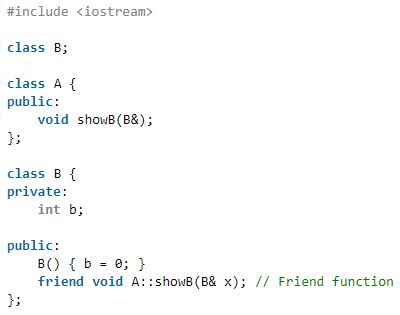 #include <iostream>

class B;

class A {
public:
    void showB(B&);
};

class B {
private:
    int b;

public:
    B() { b = 0; }
    friend void A::showB(B& x); // Friend function
};